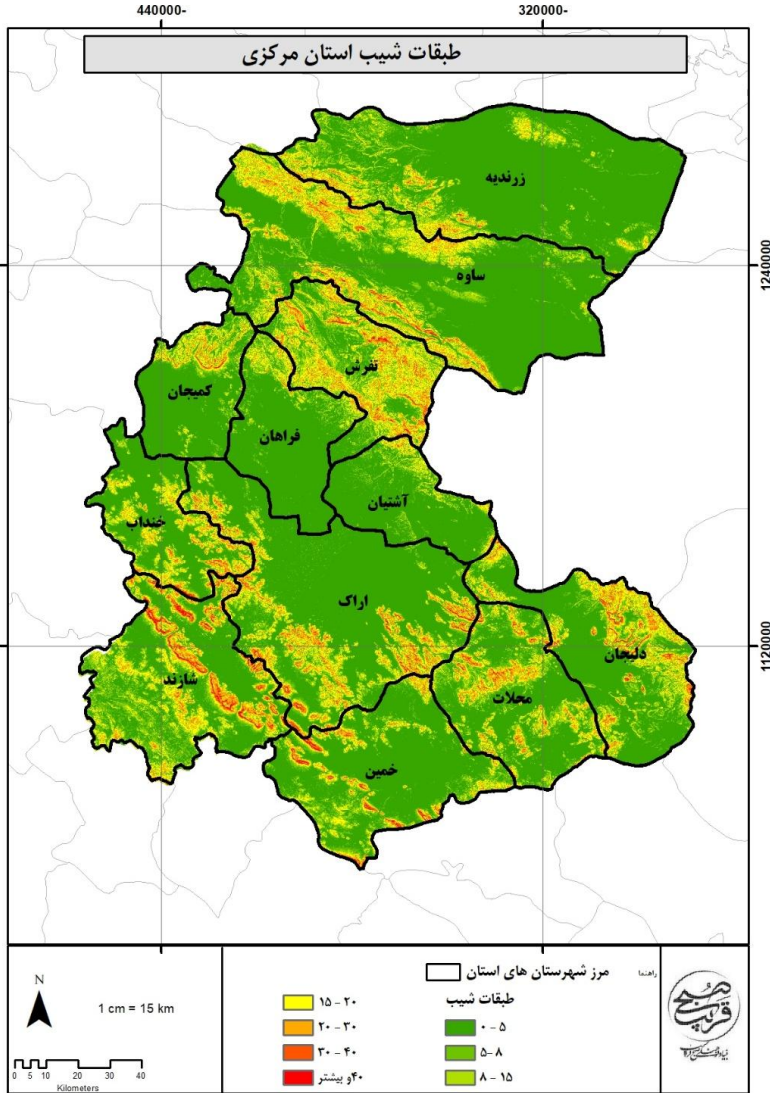 440000-
320000-
طبقات شیب استان مرکزی
زرندیه
ساوه
1240000
تفرش
کمیجان
فراهان
آشتیان
خنداب
اراک
دلیجان
1120000
شازند
محلات
خمین
راهنما
مرز شهرستان های استان
طبقات شیب
۰ - ۵
۵-۸
۸ - ۱۵
۱۵ - ۲۰
۲۰ - ۳۰
۳۰ - ۴۰
۴۰و بیشتر
N
1 cm = 15 km
0 5 10 20 30 40
Kilometers
صبح قریب